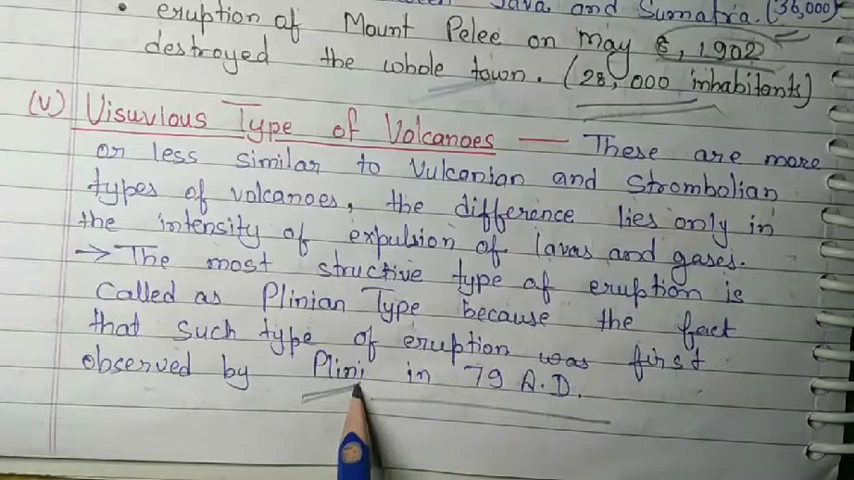 Java and Sumatra. (36,000)
• eruption of Mount Pelee on May 8, 1902
destroyed the whole town. (28,000 inhabitants)
(V) Visuvious Type of Volcanoes — These are more
or less similar to Vulcanian and Strombolian
types of volcanoes, the difference lies only in
the intensity of expulsion of lavas and gases.
→ The most structive type of eruption is
Called as Plinian Type because the fact
that such type of eruption was first
observed by Plini in 79 A.D.